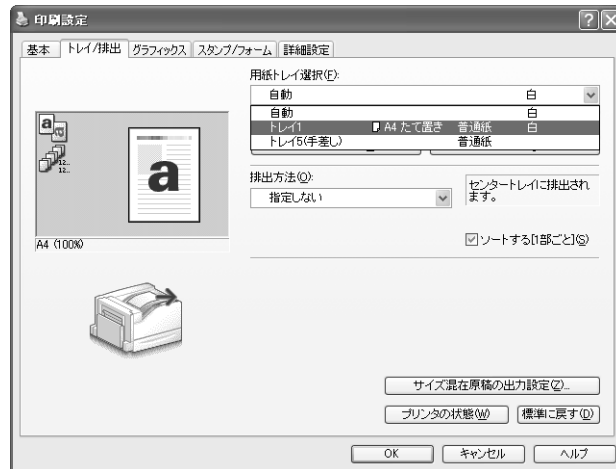 印刷設定
基本 トレイ/排出 グラフィックス スタンプ/フォーム 詳細設定
用紙トレイ選択(F):
自動 白
自動 白
トレイ1 A4 たて置き 普通紙 白
トレイ5(手差し) 普通紙
排出方法(O):
指定しない
センタートレイに排出されます。
ソートする[1部ごと](S)
a
A4 (100%)
サイズ混在原稿の出力設定(Z)...
プリンタの状態(W) 標準に戻す(D)
OK キャンセル ヘルプ